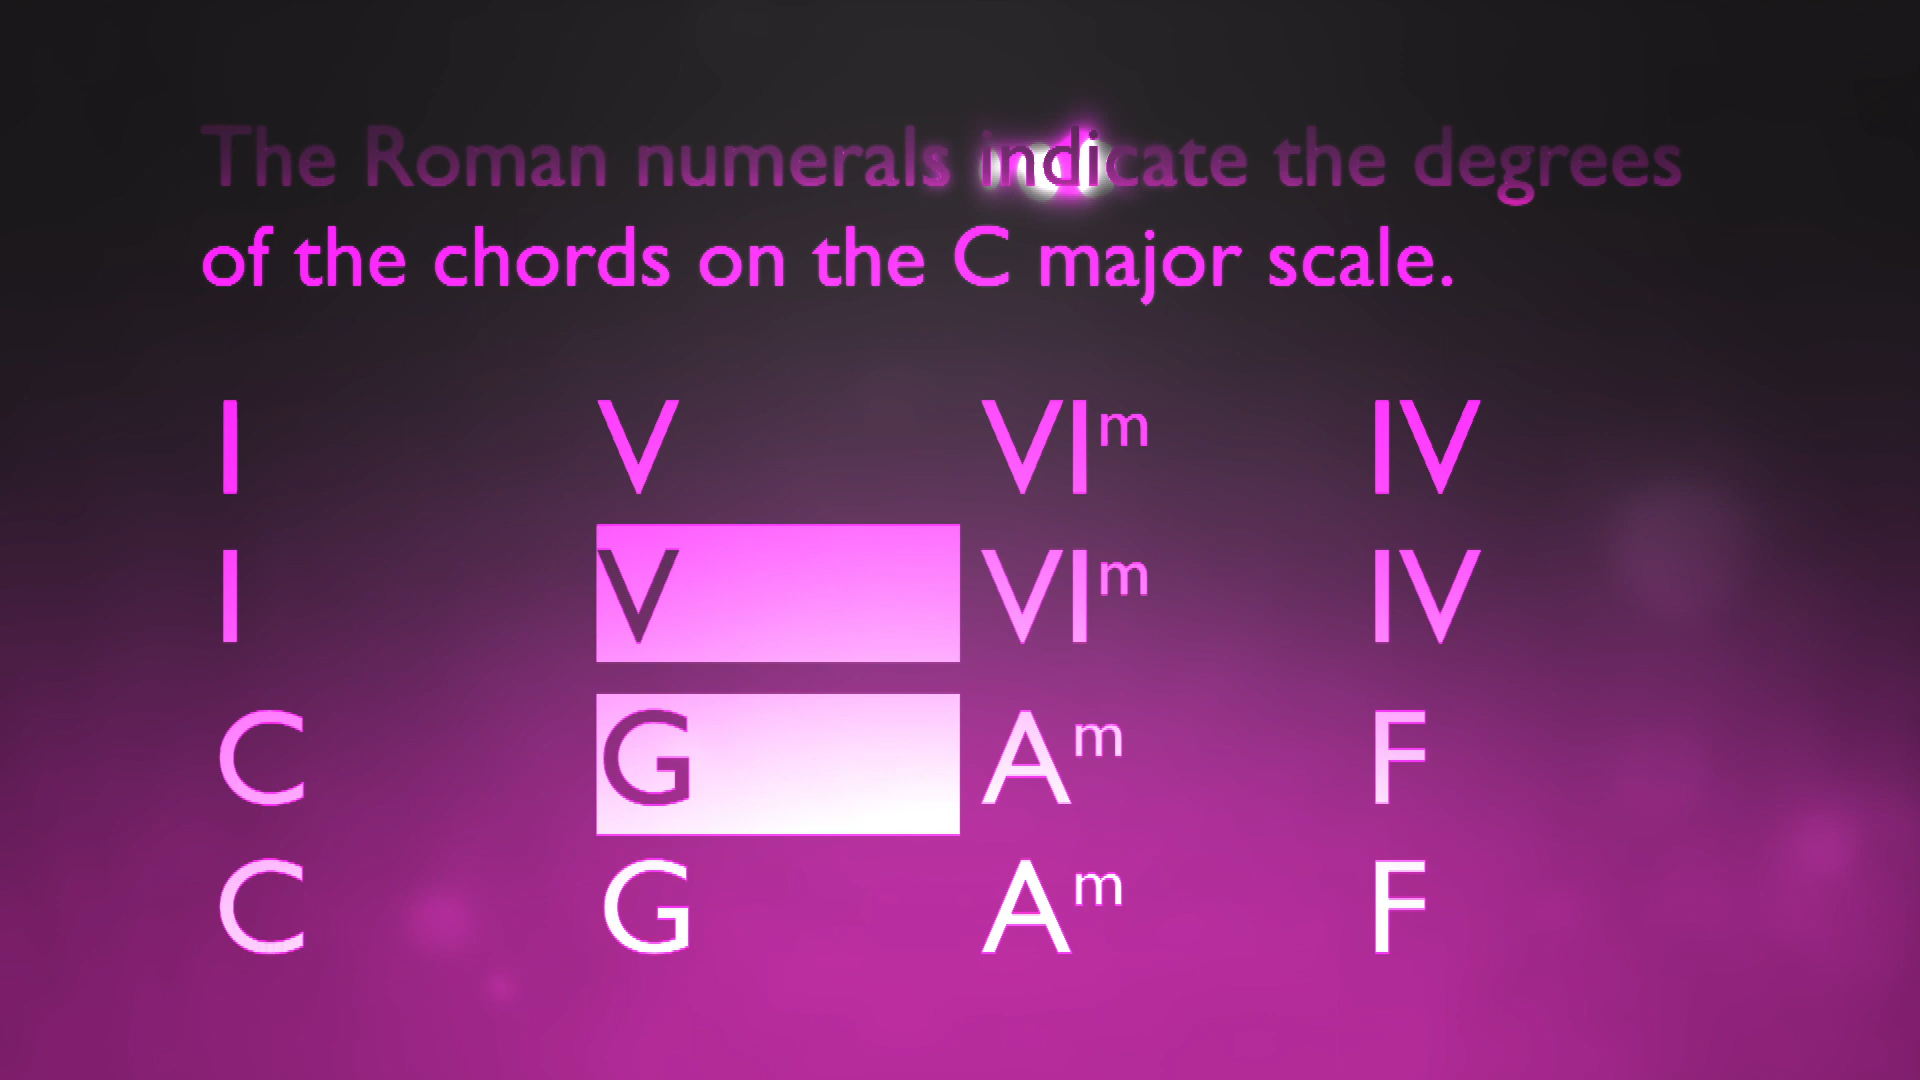 The Roman numerals indicate the degrees
of the chords on the C major scale.
I V VIm IV
I V VIm IV
C G Am F
C G Am F